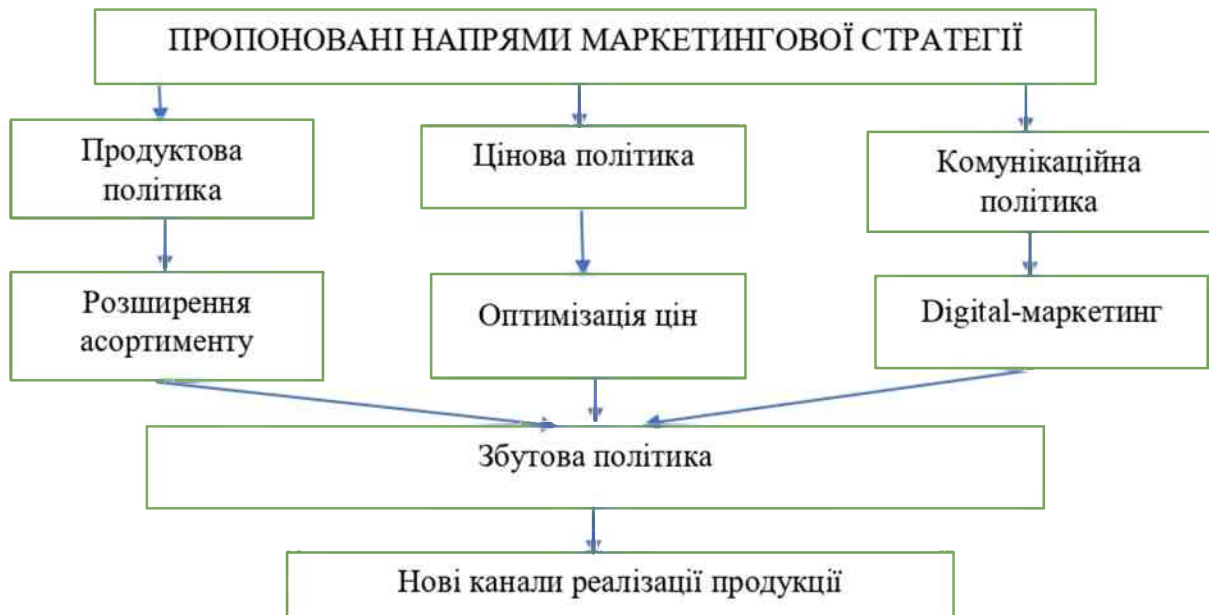 ПРОПОНОВАНІ НАПРЯМИ МАРКЕТИНГОВОЇ СТРАТЕГІЇ
Продуктова
політика
Цінова політика
Комунікаційна
політика
Розширення
асортименту
Оптимізація цін
Digital-маркетинг
Збутова політика
Нові канали реалізації продукції